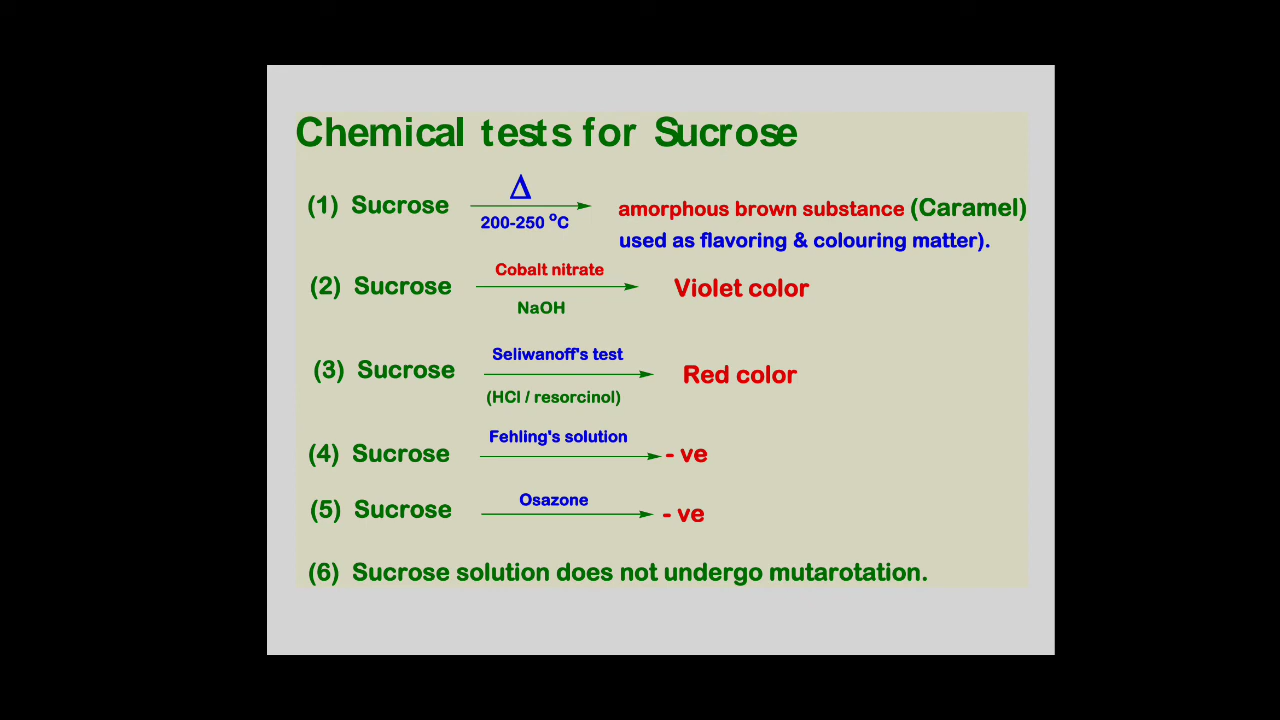 Chemical tests for Sucrose
(1) Sucrose Δ 200-250 °C amorphous brown substance (Caramel)
used as flavoring & colouring matter).
(2) Sucrose Cobalt nitrate NaOH Violet color
(3) Sucrose Seliwanoff's test (HCl / resorcinol) Red color
(4) Sucrose Fehling's solution - ve
(5) Sucrose Osazone - ve
(6) Sucrose solution does not undergo mutarotation.